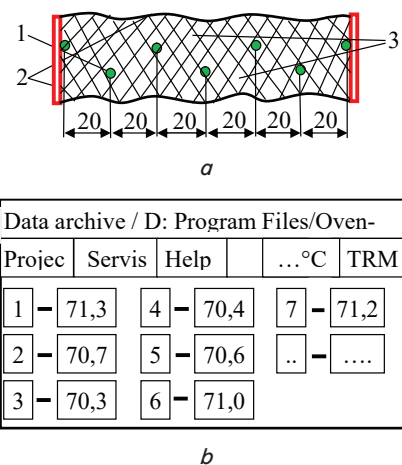 1
2
3
20 20 20 20 20 20
a
Data archive / D: Program Files/Oven-
Projec Servis Help …°C TRM
1 - 71,3 4 - 70,4 7 - 71,2
2 - 70,7 5 - 70,6 .. - ....
3 - 70,3 6 - 71,0
b